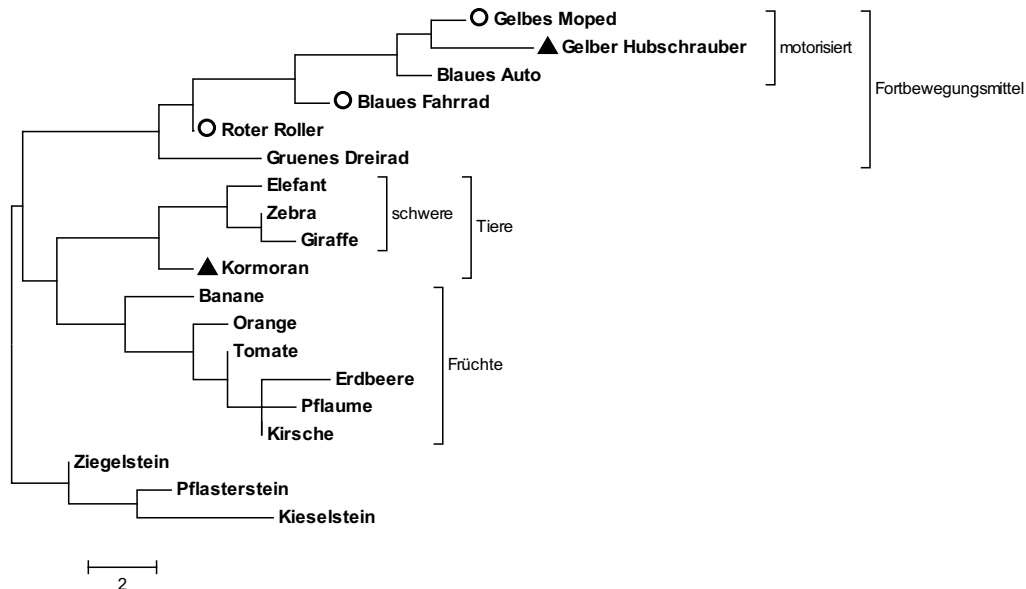 Gelbes Moped
Gelber Hubschrauber
motorisiert
Blaues Auto
Fortbewegungsmittel
Blaues Fahrrad
Roter Roller
Gruenes Dreirad
Elefant
Zebra
schwere
Tiere
Giraffe
Kormoran
Banane
Orange
Tomate
Früchte
Erdbeere
Pflaume
Kirsche
Ziegelstein
Pflasterstein
Kieselstein
2